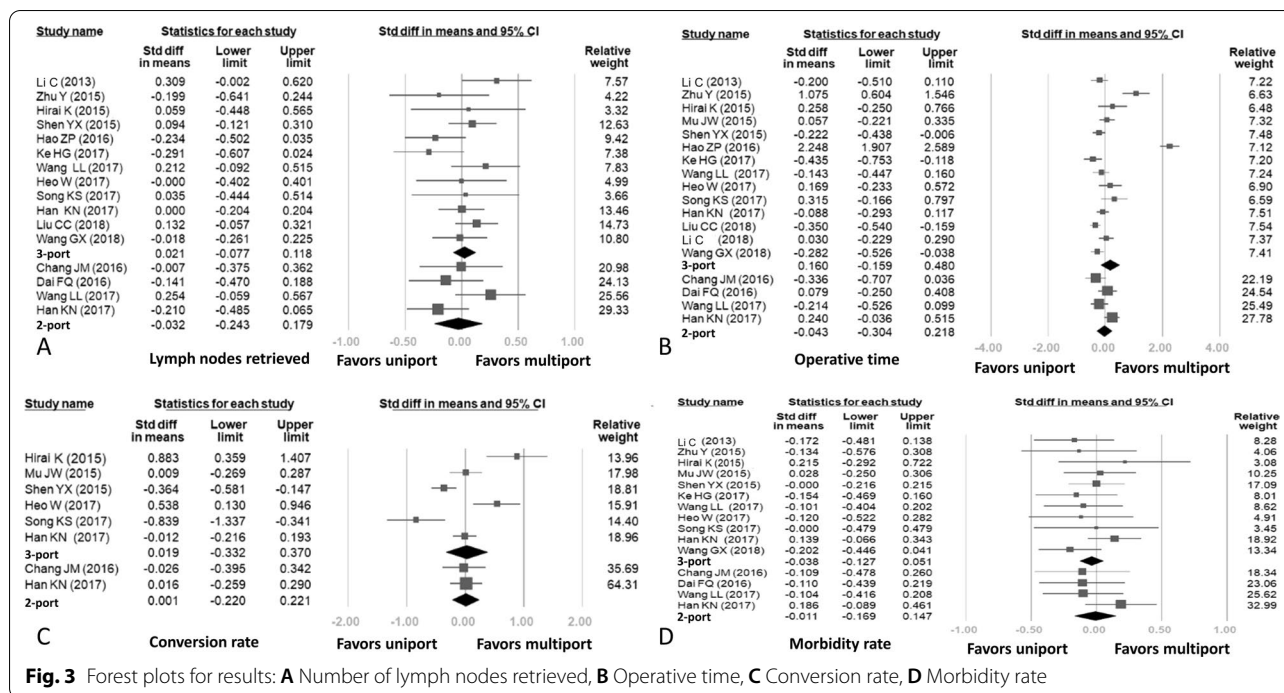 A
Study name Statistics for each study Std diff in means and 95% CI
Std diff in means Lower limit Upper limit Relative weight
Li C (2013) 0.309 -0.002 0.620 7.57
Zhu Y (2015) -0.199 -0.641 0.244 4.22
Hirai K (2015) 0.059 -0.448 0.565 3.32
Shen YX (2015) 0.094 -0.121 0.310 12.63
Hao ZP (2016) -0.234 -0.502 0.035 9.42
Ke HG (2017) -0.291 -0.607 0.024 7.38
Wang LL (2017) 0.212 -0.092 0.515 7.83
Heo W (2017) -0.000 -0.402 0.401 4.99
Song KS (2017) 0.035 -0.444 0.514 3.66
Han KN (2017) 0.000 -0.204 0.204 13.46
Liu CC (2018) 0.132 -0.057 0.321 14.73
Wang GX (2018) -0.018 -0.261 0.225 10.80
3-port 0.021 -0.077 0.118
Chang JM (2016) -0.007 -0.375 0.362 20.98
Dai FQ (2016) -0.141 -0.470 0.188 24.13
Wang LL (2017) 0.254 -0.059 0.567 25.56
Han KN (2017) -0.210 -0.485 0.065 29.33
2-port -0.032 -0.243 0.179
-1.00 -0.50 0.00 0.50 1.00
Lymph nodes retrieved Favors uniport Favors multiport
B
Study name Statistics for each study Std diff in means and 95% CI
Std diff in means Lower limit Upper limit Relative weight
Li C (2013) -0.200 -0.510 0.110 7.22
Zhu Y (2015) 1.075 0.604 1.546 6.63
Hirai K (2015) 0.258 -0.250 0.766 6.48
Mu JW (2015) 0.057 -0.221 0.335 7.32
Shen YX (2015) -0.222 -0.438 -0.006 7.48
Hao ZP (2016) 2.248 1.907 2.589 7.12
Ke HG (2017) -0.435 -0.753 -0.118 7.20
Wang LL (2017) -0.143 -0.447 0.160 7.24
Heo W (2017) 0.169 -0.233 0.572 6.90
Song KS (2017) 0.315 -0.166 0.797 6.59
Han KN (2017) -0.088 -0.293 0.117 7.51
Liu CC (2018) -0.350 -0.540 -0.159 7.54
Li C (2018) 0.030 -0.229 0.290 7.37
Wang GX (2018) -0.282 -0.526 -0.038 7.41
3-port 0.160 -0.159 0.480
Chang JM (2016) -0.336 -0.707 0.036 22.19
Dai FQ (2016) 0.079 -0.250 0.408 24.54
Wang LL (2017) -0.214 -0.526 0.099 25.49
Han KN (2017) 0.240 -0.036 0.515 27.78
2-port -0.043 -0.304 0.218
-4.00 -2.00 0.00 2.00 4.00
Operative time Favors uniport Favors multiport
C
Study name Statistics for each study Std diff in means and 95% CI
Std diff in means Lower limit Upper limit Relative weight
Hirai K (2015) 0.883 0.359 1.407 13.96
Mu JW (2015) 0.009 -0.269 0.287 17.98
Shen YX (2015) -0.364 -0.581 -0.147 18.81
Heo W (2017) 0.538 0.130 0.946 15.91
Song KS (2017) -0.839 -1.337 -0.341 14.40
Han KN (2017) -0.012 -0.216 0.193 18.96
3-port 0.019 -0.332 0.370
Chang JM (2016) -0.026 -0.395 0.342 35.69
Han KN (2017) 0.016 -0.259 0.290 64.31
2-port 0.001 -0.220 0.221
-2.00 -1.00 0.00 1.00 2.00
Conversion rate Favors uniport Favors multiport
D
Study name Statistics for each study Std diff in means and 95% CI
Std diff in means Lower limit Upper limit Relative weight
Li C (2013) -0.172 -0.481 0.138 8.28
Zhu Y (2015) -0.134 -0.576 0.308 4.06
Hirai K (2015) 0.215 -0.292 0.722 3.08
Mu JW (2015) 0.028 -0.250 0.306 10.25
Shen YX (2015) -0.000 -0.216 0.215 17.09
Ke HG (2017) -0.154 -0.469 0.160 8.01
Wang LL (2017) -0.101 -0.404 0.202 8.62
Heo W (2017) -0.120 -0.522 0.282 4.91
Song KS (2017) -0.000 -0.479 0.479 3.45
Han KN (2017) 0.139 -0.066 0.343 18.92
Wang GX (2018) -0.202 -0.446 0.041 13.34
3-port -0.038 -0.127 0.051
Chang JM (2016) -0.109 -0.478 0.260 18.34
Dai FQ (2016) -0.110 -0.439 0.219 23.06
Wang LL (2017) -0.104 -0.416 0.208 25.62
Han KN (2017) 0.186 -0.089 0.461 32.99
2-port -0.011 -0.169 0.147
-1.00 -0.50 0.00 0.50 1.00
Morbidity rate Favors uniport Favors multiport
Fig. 3 Forest plots for results: A Number of lymph nodes retrieved, B Operative time, C Conversion rate, D Morbidity rate